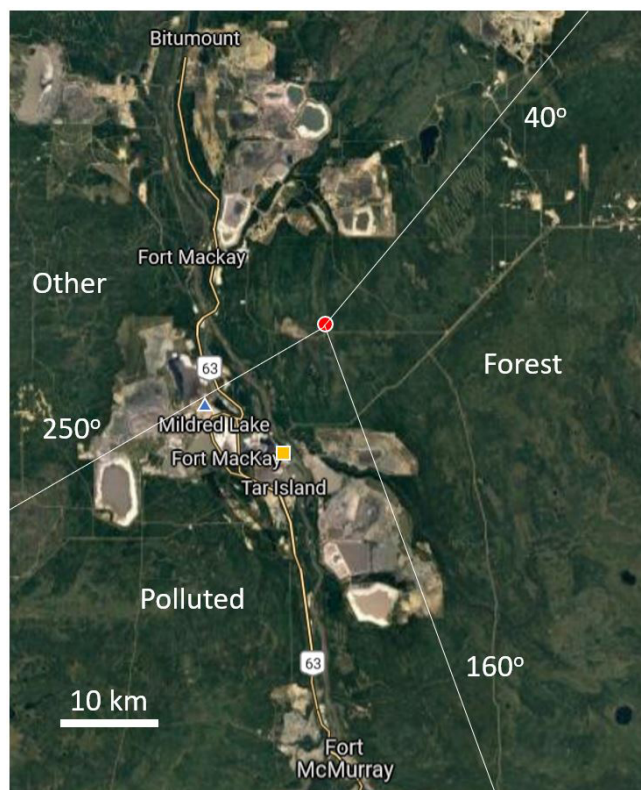 Bitumount
40º
Fort Mackay
Other
Forest
63
250º
Mildred Lake
Fort MacKay
Tar Island
Polluted
63
160º
10 km
Fort
McMurray